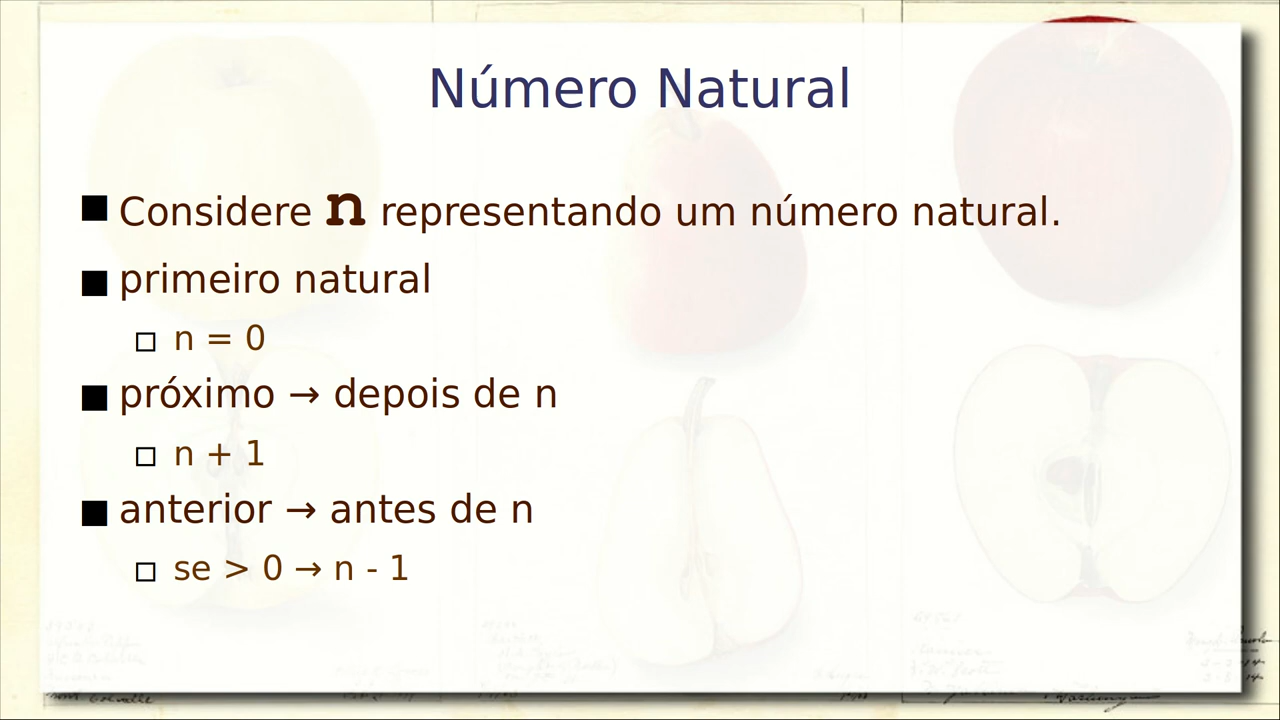 Número Natural
Considere n representando um número natural.
primeiro natural
n = 0
próximo → depois de n
n + 1
anterior → antes de n
se > 0 → n - 1